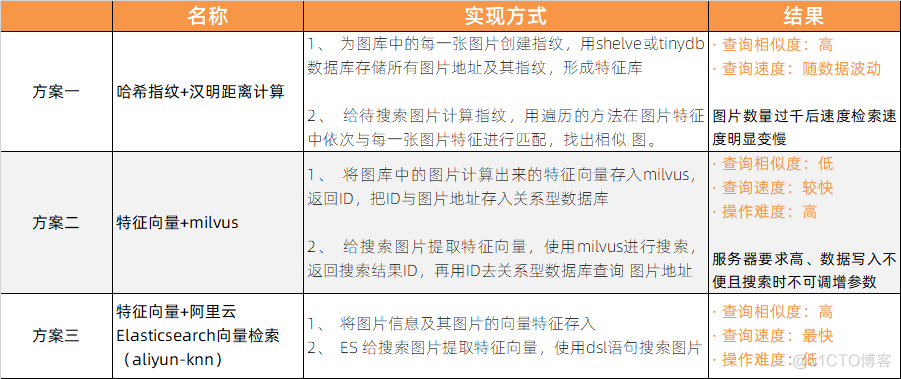 名称
实现方式
结果
方案一
哈希指纹+汉明距离计算
1、 为图库中的每一张图片创建指纹，用shelve或tinydb
数据库存储所有图片地址及其指纹，形成特征库
2、 给待搜索图片计算指纹，用遍历的方法在图片特征
中依次与每一张图片特征进行匹配，找出相似 图。
· 查询相似度：高
· 查询速度：随数据波动
图片数量过千后速度检索速
度明显变慢
方案二
特征向量+milvus
1、 将图库中的图片计算出来的特征向量存入milvus，
返回ID，把ID与图片地址存入关系型数据库
2、 给搜索图片提取特征向量，使用milvus进行搜索，
返回搜索结果ID，再用ID去关系型数据库查询 图片地址
· 查询相似度：低
· 查询速度：较快
· 操作难度：高
服务器要求高、数据写入不
便且搜索时不可调增参数
方案三
特征向量+阿里云
Elasticsearch向量检索
（aliyun-knn）
1、 将图片信息及其图片的向量特征存入
2、 ES 给搜索图片提取特征向量，使用dsl语句搜索图片
· 查询相似度：高
· 查询速度：最快
· 操作难度：低
@51CTO博客